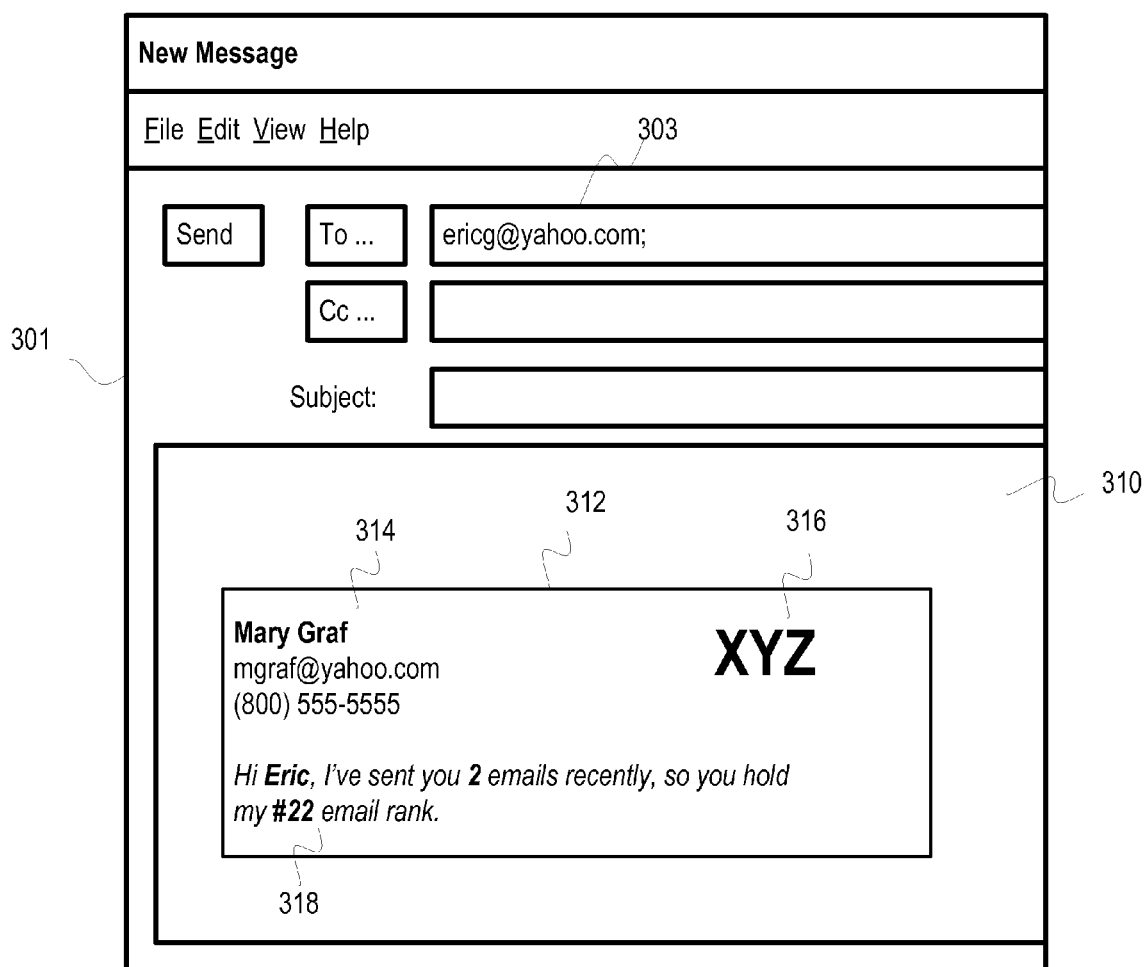 New Message
File Edit View Help
303
Send To ... ericg@yahoo.com;
Cc ...
301
Subject:
310
312
314
316
Mary Graf
XYZ
mgraf@yahoo.com
(800) 555-5555
Hi Eric, I've sent you 2 emails recently, so you hold
my #22 email rank.
318